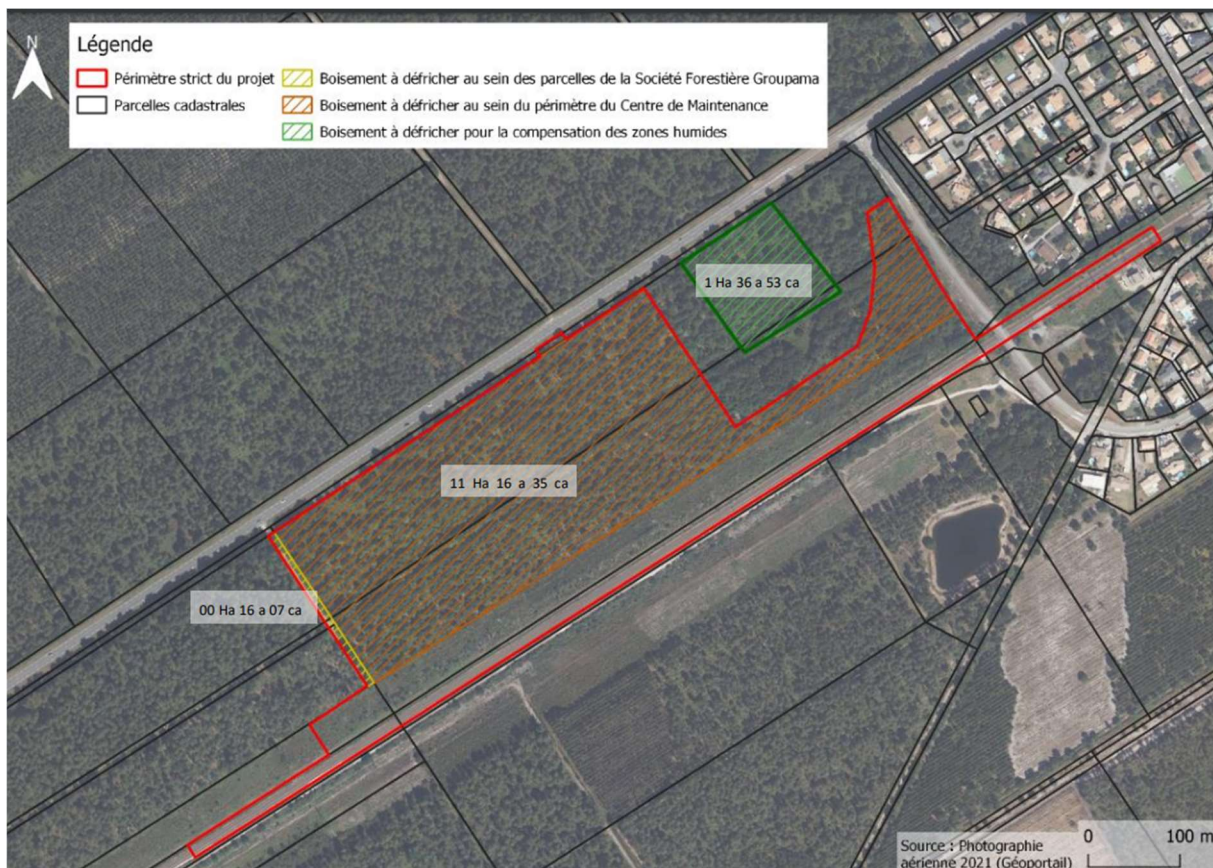 N
Légende
Périmètre strict du projet
Parcelles cadastrales
Boisement à défricher au sein des parcelles de la Société Forestière Groupama
Boisement à défricher au sein du périmètre du Centre de Maintenance
Boisement à défricher pour la compensation des zones humides
1 Ha 36 a 53 ca
11 Ha 16 a 35 ca
00 Ha 16 a 07 ca
Source : Photographie
aérienne 2021 (Géoportail)
0 100 m